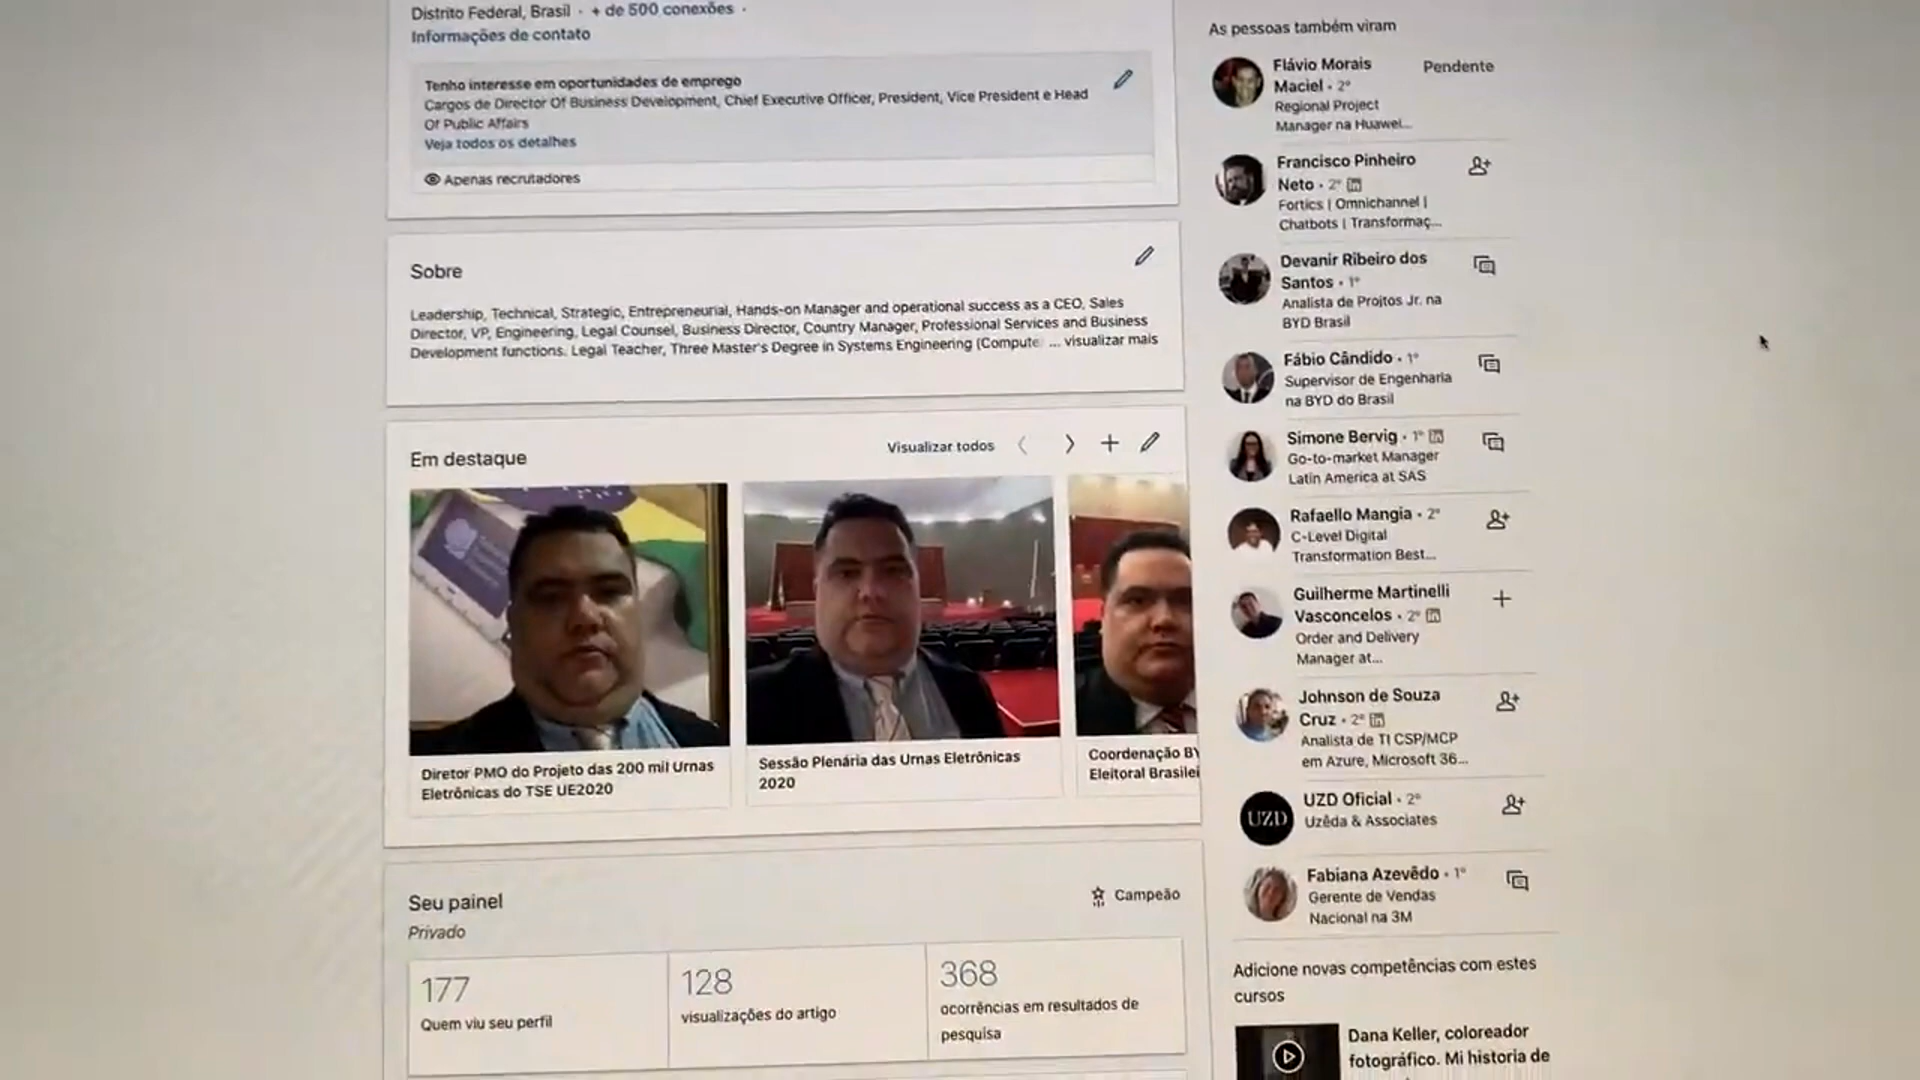 Distrito Federal, Brasil · + de 500 conexões ·
Informações de contato
Tenho interesse em oportunidades de emprego
Cargos de Director Of Business Development, Chief Executive Officer, President, Vice President e Head
Of Public Affairs
Veja todos os detalhes
Apenas recrutadores
Sobre
Leadership, Technical, Strategic, Entrepreneurial, Hands-on Manager and operational success as a CEO, Sales
Director, VP, Engineering, Legal Counsel, Business Director, Country Manager, Professional Services and Business
Development functions. Legal Teacher, Three Master's Degree in Systems Engineering (Compute ... visualizar mais
Em destaque
Visualizar todos
Diretor PMO do Projeto das 200 mil Urnas
Eletrônicas do TSE UE2020
Sessão Plenária das Urnas Eletrônicas
2020
Coordenação BY
Eleitoral Brasilei
Seu painel
Campeão
Privado
177
Quem viu seu perfil
128
visualizações do artigo
368
ocorrências em resultados de
pesquisa
As pessoas também viram
Flávio Morais
Maciel · 2º
Pendente
Regional Project
Manager na Huawei...
Francisco Pinheiro
Neto · 2º in
Fortics | Omnichannel |
Chatbots | Transformaç...
Devanir Ribeiro dos
Santos · 1º
Analista de Projtos Jr. na
BYD Brasil
Fábio Cândido · 1º
Supervisor de Engenharia
na BYD do Brasil
Simone Bervig · 1º in
Go-to-market Manager
Latin America at SAS
Rafaello Mangia · 2º
C-Level Digital
Transformation Best...
Guilherme Martinelli
Vasconcelos · 2º in
Order and Delivery
Manager at...
Johnson de Souza
Cruz · 2º in
Analista de TI CSP/MCP
em Azure, Microsoft 36...
UZD
UZD Oficial · 2º
Uzêda & Associates
Fabiana Azevêdo · 1º
Gerente de Vendas
Nacional na 3M
Adicione novas competências com estes
cursos
Dana Keller, coloreador
fotográfico. Mi historia de